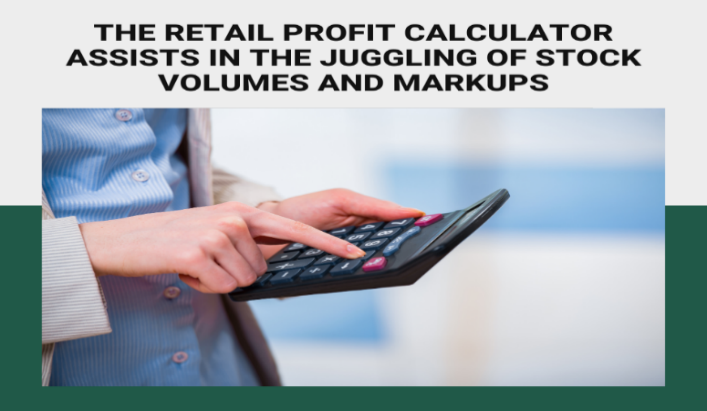 THE RETAIL PROFIT CALCULATOR
ASSISTS IN THE JUGGLING OF STOCK
VOLUMES AND MARKUPS